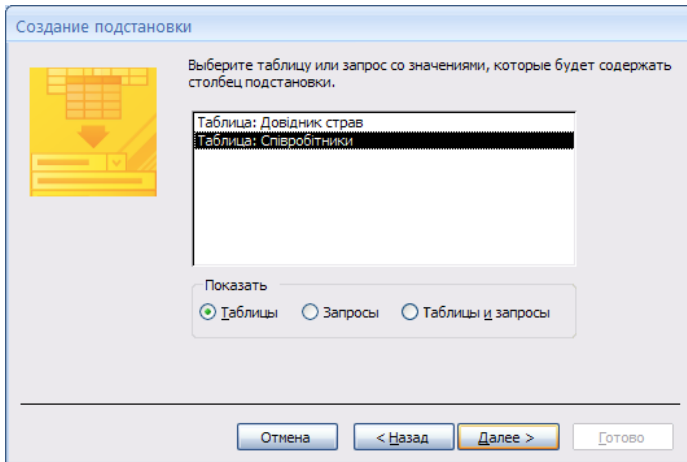 Создание подстановки
Выберите таблицу или запрос со значениями, которые будет содержать
столбец подстановки.
Таблица: Довідник страв
Таблица: Співробітники
Показать
Таблицы Запросы Таблицы и запросы
Отмена < Назад Далее > Готово